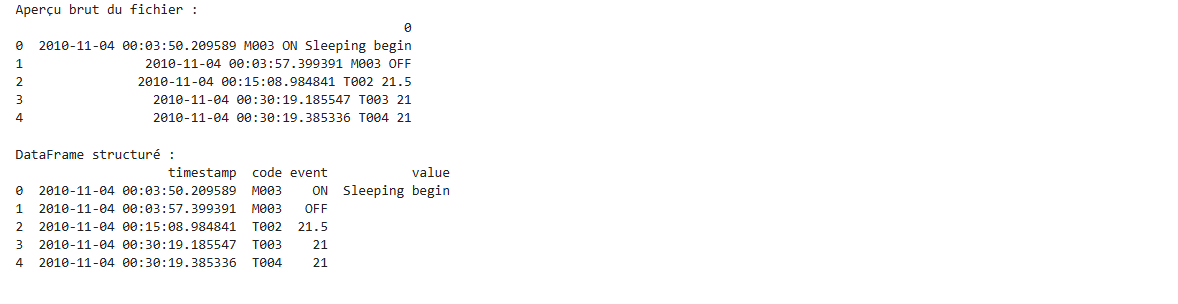 Aperçu brut du fichier :
0
0 2010-11-04 00:03:50.209589 M003 ON Sleeping begin
1 2010-11-04 00:03:57.399391 M003 OFF
2 2010-11-04 00:15:08.984841 T002 21.5
3 2010-11-04 00:30:19.185547 T003 21
4 2010-11-04 00:30:19.385336 T004 21
DataFrame structuré :
timestamp code event value
0 2010-11-04 00:03:50.209589 M003 ON Sleeping begin
1 2010-11-04 00:03:57.399391 M003 OFF
2 2010-11-04 00:15:08.984841 T002 21.5
3 2010-11-04 00:30:19.185547 T003 21
4 2010-11-04 00:30:19.385336 T004 21